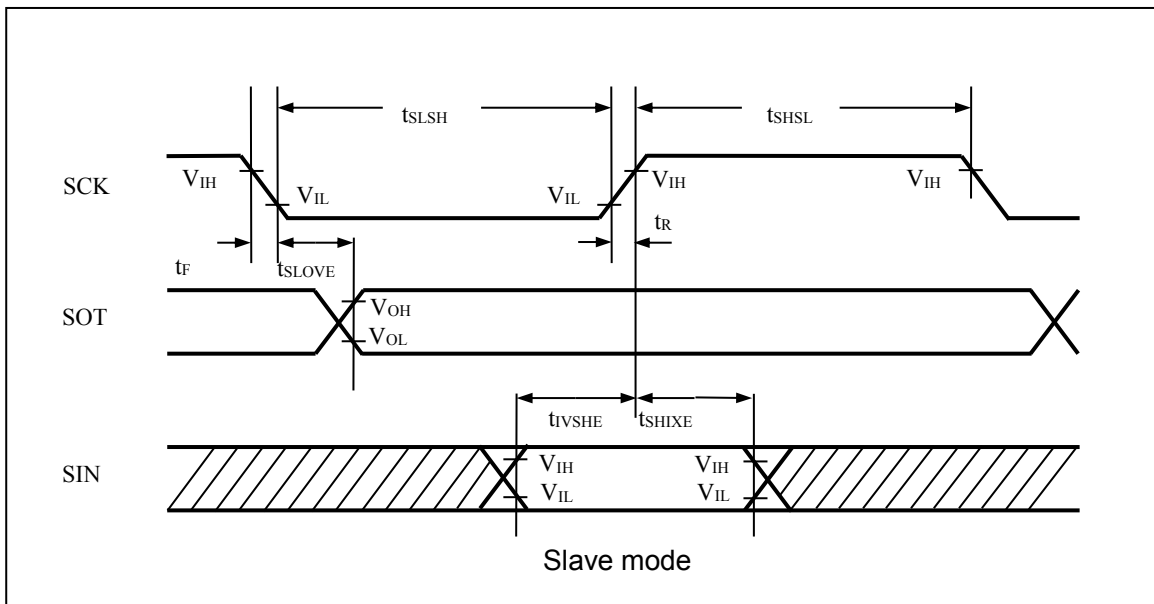 tSLSH tSHSL
SCK VIH VIL VIL VIH VIH
tR
tF tSLOVE
SOT VOH
VOL
tIVSHE tSHIXE
SIN VIH VIH
VIL VIL
Slave mode